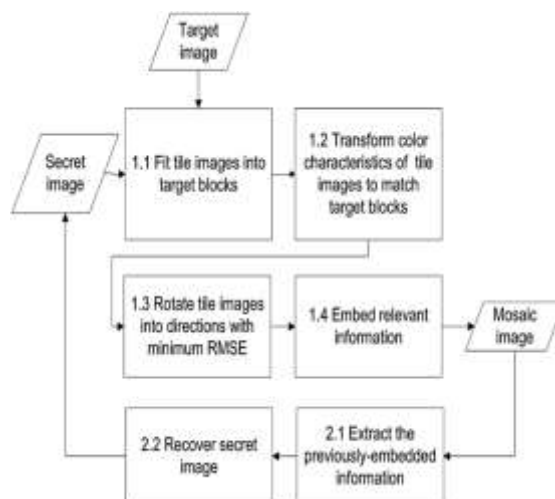 Target
image
Secret
image
1.1 Fit tile images into
target blocks
1.2 Transform color
characteristics of tile
images to match
target blocks
1.3 Rotate tile images
into directions with
minimum RMSE
1.4 Embed relevant
information
Mosaic
image
2.2 Recover secret
image
2.1 Extract the
previously-embedded
information